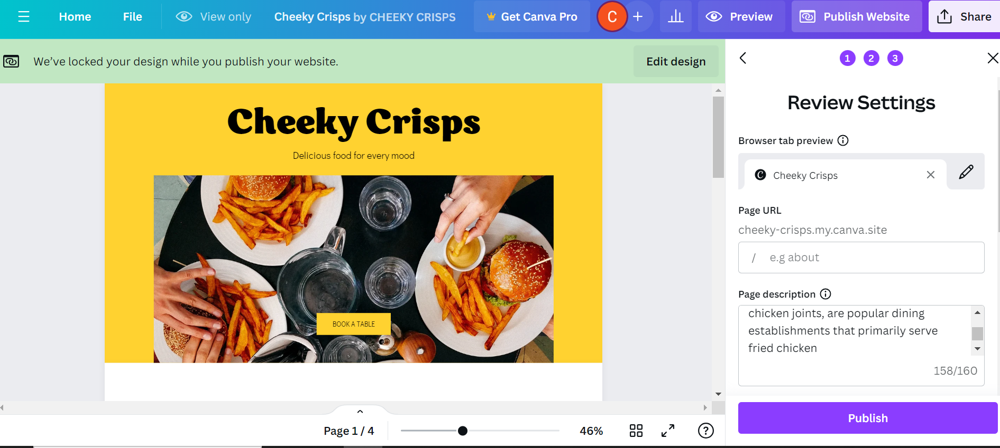 Home File View only Cheeky Crisps by CHEEKY CRISPS Get Canva Pro C + Preview Publish Website Share
We’ve locked your design while you publish your website. Edit design
1 2 3
Cheeky Crisps
Delicious food for every mood
BOOK A TABLE
Review Settings
Browser tab preview
C Cheeky Crisps
Page URL
cheeky-crisps.my.canva.site
/ e.g about
Page description
chicken joints, are popular dining
establishments that primarily serve
fried chicken
158/160
Publish
Page 1 / 4 46% ?